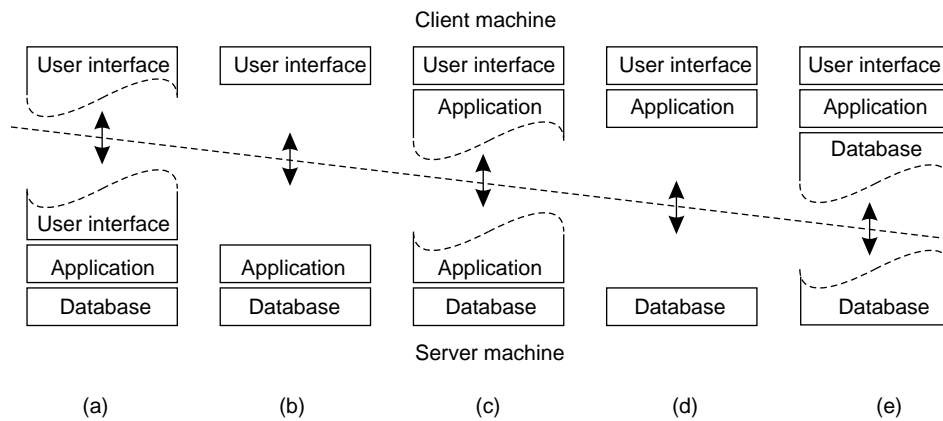 Client machine
User interface User interface User interface User interface User interface
Application Application Application
Database
User interface
Application Application Application
Database Database Database Database Database
Server machine
(a) (b) (c) (d) (e)